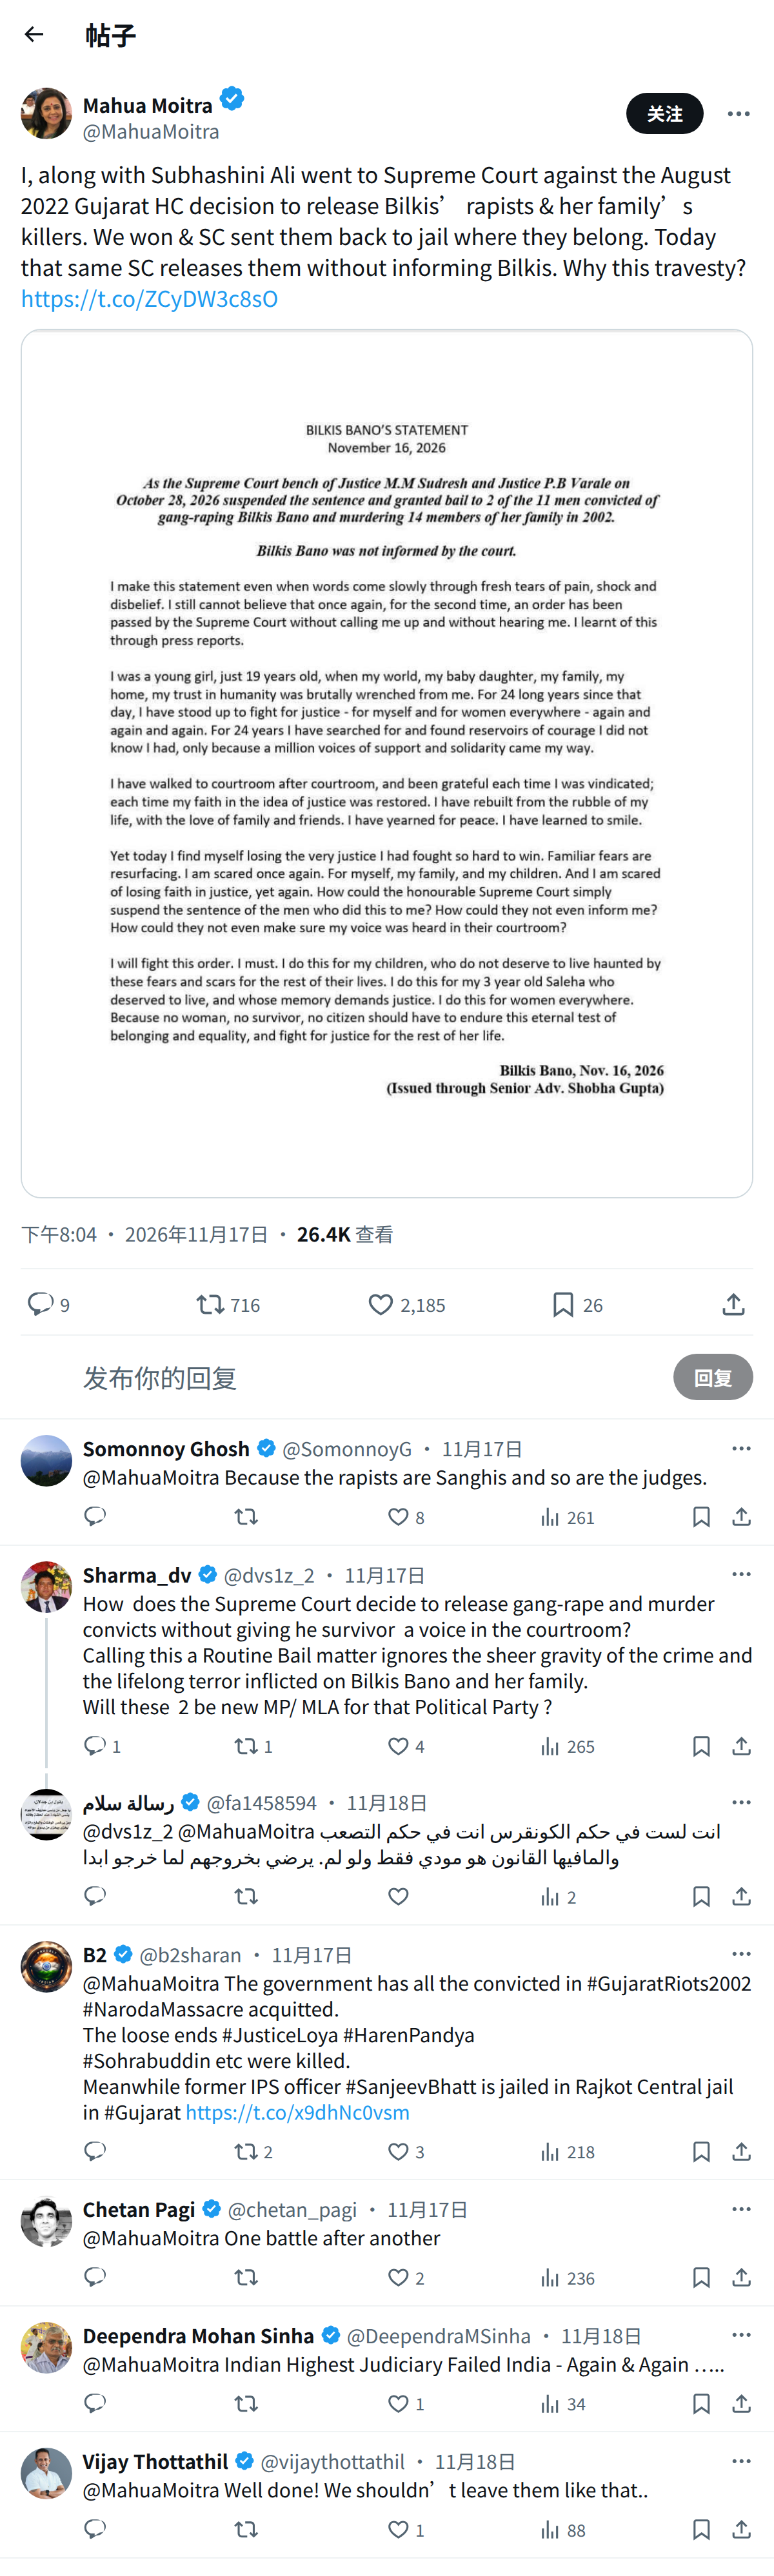 帖子
Mahua Moitra
@MahuaMoitra
关注
I, along with Subhashini Ali went to Supreme Court against the August
2022 Gujarat HC decision to release Bilkis’ rapists & her family’s
killers. We won & SC sent them back to jail where they belong. Today
that same SC releases them without informing Bilkis. Why this travesty?
https://t.co/ZCyDW3c8sO
BILKIS BANO'S STATEMENT
November 16, 2026
As the Supreme Court bench of Justice M.M Sudresh and Justice P.B Varale on
October 28, 2026 suspended the sentence and granted bail to 2 of the 11 men convicted of
gang-raping Bilkis Bano and murdering 14 members of her family in 2002.
Bilkis Bano was not informed by the court.
I make this statement even when words come slowly through fresh tears of pain, shock and
disbelief. I still cannot believe that once again, for the second time, an order has been
passed by the Supreme Court without calling me up and without hearing me. I learnt of this
through press reports.
I was a young girl, just 19 years old, when my world, my baby daughter, my family, my
home, my trust in humanity was brutally wrenched from me. For 24 long years since that
day, I have stood up to fight for justice - for myself and for women everywhere - again and
again and again. For 24 years I have searched for and found reservoirs of courage I did not
know I had, only because a million voices of support and solidarity came my way.
I have walked to courtroom after courtroom, and been grateful each time I was vindicated;
each time my faith in the idea of justice was restored. I have rebuilt from the rubble of my
life, with the love of family and friends. I have yearned for peace. I have learned to smile.
Yet today I find myself losing the very justice I had fought so hard to win. Familiar fears are
resurfacing. I am scared once again. For myself, my family, and my children. And I am scared
of losing faith in justice, yet again. How could the honourable Supreme Court simply
suspend the sentence of the men who did this to me? How could they not even inform me?
How could they not even make sure my voice was heard in their courtroom?
I will fight this order. I must. I do this for my children, who do not deserve to live haunted by
these fears and scars for the rest of their lives. I do this for my 3 year old Saleha who
deserved to live, and whose memory demands justice. I do this for women everywhere.
Because no woman, no survivor, no citizen should have to endure this eternal test of
belonging and equality, and fight for justice for the rest of her life.
Bilkis Bano, Nov. 16, 2026
(Issued through Senior Adv. Shobha Gupta)
下午8:04 · 2026年11月17日 · 26.4K 查看
9 716 2,185 26
发布你的回复
回复
Somonnoy Ghosh @SomonnoyG · 11月17日
@MahuaMoitra Because the rapists are Sanghis and so are the judges.
8 261
Sharma_dv @dvs1z_2 · 11月17日
How does the Supreme Court decide to release gang-rape and murder
convicts without giving he survivor a voice in the courtroom?
Calling this a Routine Bail matter ignores the sheer gravity of the crime and
the lifelong terror inflicted on Bilkis Bano and her family.
Will these 2 be new MP/ MLA for that Political Party ?
1 1 4 265
رسالة سلام @fa1458594 · 11月18日
@dvs1z_2 @MahuaMoitra انت لست في حكم الكونقرس انت في حكم التصعب
والمافيها القانون هو مودي فقط ولو لم. يرضي بخروجهم لما خرجو ابدا
2
B2 @b2sharan · 11月17日
@MahuaMoitra The government has all the convicted in #GujaratRiots2002
#NarodaMassacre acquitted.
The loose ends #JusticeLoya #HarenPandya
#Sohrabuddin etc were killed.
Meanwhile former IPS officer #SanjeevBhatt is jailed in Rajkot Central jail
in #Gujarat https://t.co/x9dhNc0vsm
2 3 218
Chetan Pagi @chetan_pagi · 11月17日
@MahuaMoitra One battle after another
2 236
Deependra Mohan Sinha @DeependraMSinha · 11月18日
@MahuaMoitra Indian Highest Judiciary Failed India - Again & Again …..
1 34
Vijay Thottathil @vijaythottathil · 11月18日
@MahuaMoitra Well done! We shouldn’t leave them like that..
1 88